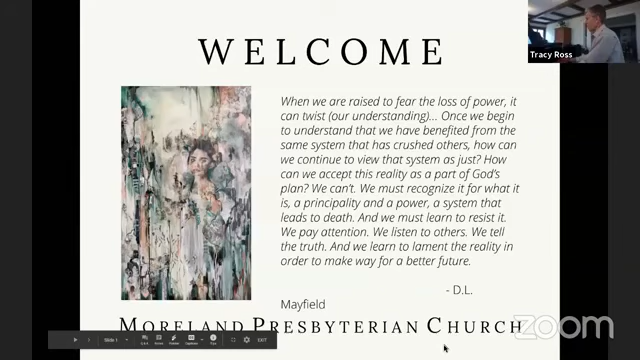 Tracy Ross
WELCOME
When we are raised to fear the loss of power, it
can twist (our understanding)... Once we begin
to understand that we have benefited from the
same system that has crushed others, how can
we continue to view that system as just? How
can we accept this reality as a part of God's
plan? We can't. We must recognize it for what it
is, a principality and a power, a system that
leads to death. And we must learn to resist it.
We pay attention. We listen to others. We tell
the truth. And we learn to lament the reality in
order to make way for a better future.
- D.L.
Mayfield
MORELAND PRESBYTERIAN CHURCH
zoom
Slide 1
Q & A Notes Pointer Captions Tips EXIT